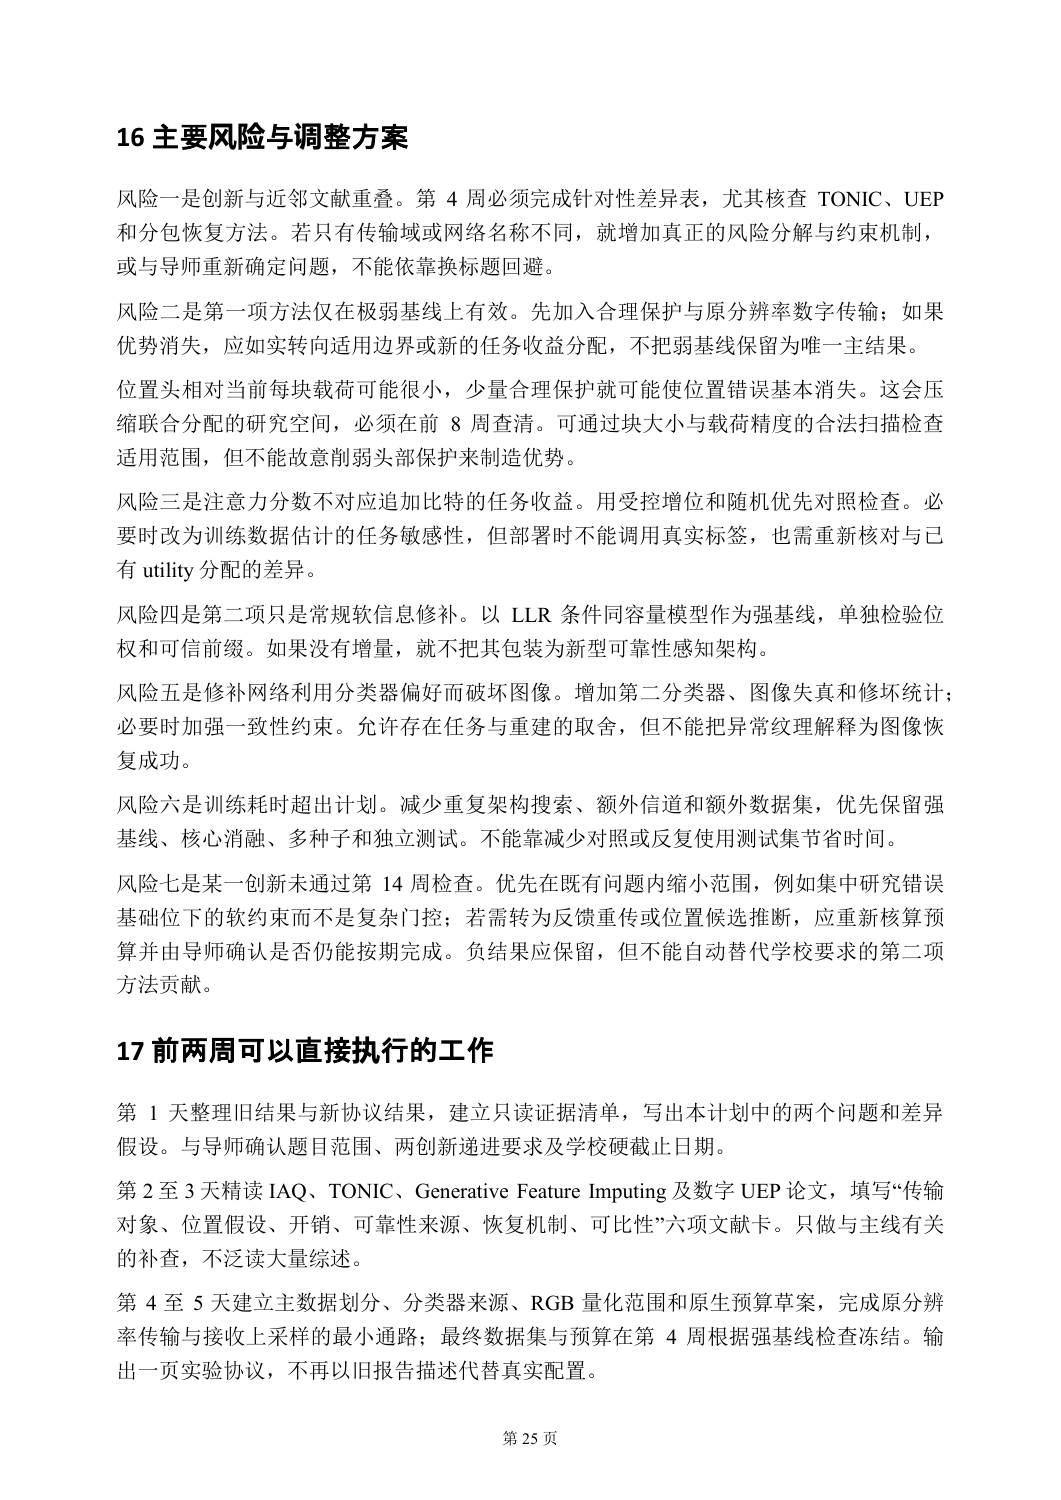 16 主要风险与调整方案
风险一是创新与近邻文献重叠。第 4 周必须完成针对性差异表，尤其核查 TONIC、UEP
和分包恢复方法。若只有传输域或网络名称不同，就增加真正的风险分解与约束机制，
或与导师重新确定问题，不能依靠换标题回避。
风险二是第一项方法仅在极弱基线上有效。先加入合理保护与原分辨率数字传输；如果
优势消失，应如实转向适用边界或新的任务收益分配，不把弱基线保留为唯一主结果。
位置头相对当前每块载荷可能很小，少量合理保护就可能使位置错误基本消失。这会压
缩联合分配的研究空间，必须在前 8 周查清。可通过块大小与载荷精度的合法扫描检查
适用范围，但不能故意削弱头部保护来制造优势。
风险三是注意力分数不对应追加比特的任务收益。用受控增位和随机优先对照检查。必
要时改为训练数据估计的任务敏感性，但部署时不能调用真实标签，也需重新核对与已
有 utility 分配的差异。
风险四是第二项只是常规软信息修补。以 LLR 条件同容量模型作为强基线，单独检验位
权和可信前缀。如果没有增量，就不把其包装为新型可靠性感知架构。
风险五是修补网络利用分类器偏好而破坏图像。增加第二分类器、图像失真和修坏统计；
必要时加强一致性约束。允许存在任务与重建的取舍，但不能把异常纹理解释为图像恢
复成功。
风险六是训练耗时超出计划。减少重复架构搜索、额外信道和额外数据集，优先保留强
基线、核心消融、多种子和独立测试。不能靠减少对照或反复使用测试集节省时间。
风险七是某一创新未通过第 14 周检查。优先在既有问题内缩小范围，例如集中研究错误
基础位下的软约束而不是复杂门控；若需转为反馈重传或位置候选推断，应重新核算预
算并由导师确认是否仍能按期完成。负结果应保留，但不能自动替代学校要求的第二项
方法贡献。
17 前两周可以直接执行的工作
第 1 天整理旧结果与新协议结果，建立只读证据清单，写出本计划中的两个问题和差异
假设。与导师确认题目范围、两创新递进要求及学校硬截止日期。
第 2 至 3 天精读 IAQ、TONIC、Generative Feature Imputing 及数字 UEP 论文，填写“传输
对象、位置假设、开销、可靠性来源、恢复机制、可比性”六项文献卡。只做与主线有关
的补查，不泛读大量综述。
第 4 至 5 天建立主数据划分、分类器来源、RGB 量化范围和原生预算草案，完成原分辨
率传输与接收上采样的最小通路；最终数据集与预算在第 4 周根据强基线检查冻结。输
出一页实验协议，不再以旧报告描述代替真实配置。
第 25 页